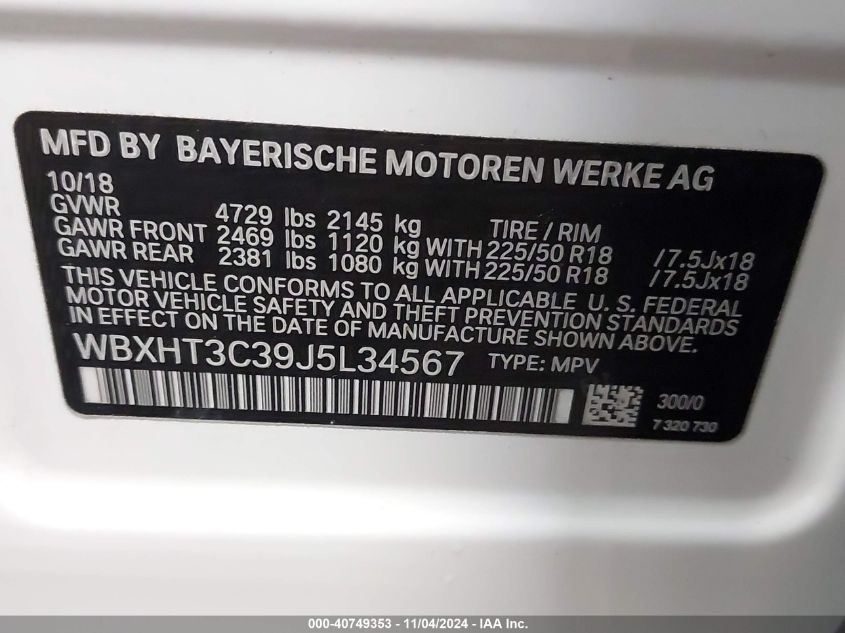 MFD BY BAYERISCHE MOTOREN WERKE AG
10/18
GVWR 4729 lbs 2145 kg TIRE / RIM
GAWR FRONT 2469 lbs 1120 kg WITH 225/50 R18 /7.5Jx18
GAWR REAR 2381 lbs 1080 kg WITH 225/50 R18 /7.5Jx18
THIS VEHICLE CONFORMS TO ALL APPLICABLE U. S. FEDERAL
MOTOR VEHICLE SAFETY AND THEFT PREVENTION STANDARDS
IN EFFECT ON THE DATE OF MANUFACTURE SHOWN ABOVE.
WBXHT3C39J5L34567 TYPE: MPV
300/0
7 320 730
000-40749353 - 11/04/2024 - IAA Inc.